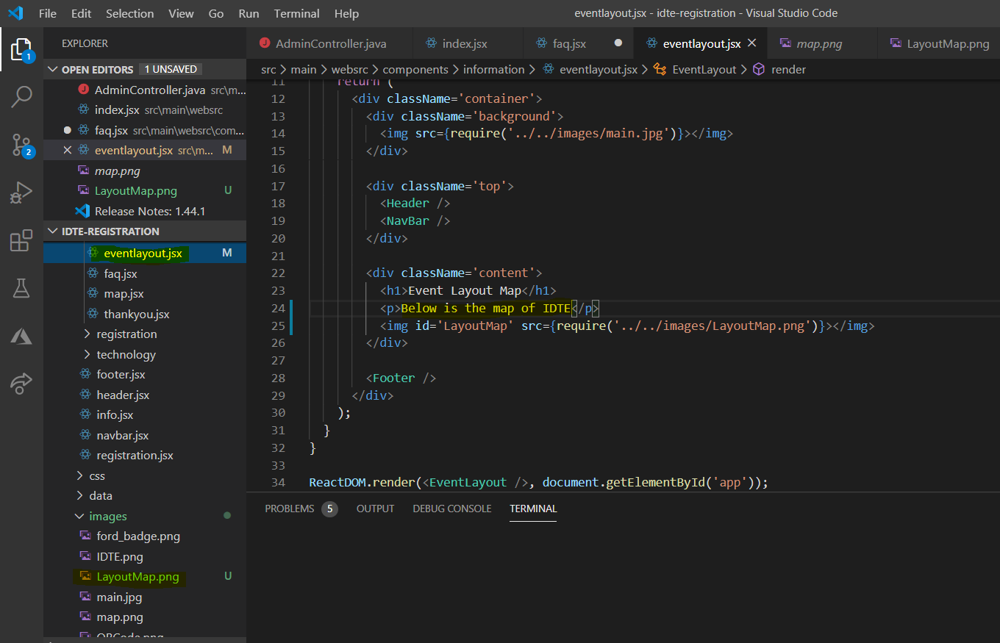 File Edit Selection View Go Run Terminal Help eventlayout.jsx - idte-registration - Visual Studio Code
EXPLORER
OPEN EDITORS 1 UNSAVED
AdminController.java src\m...
index.jsx src\main\websrc
faq.jsx src\main\websrc\com...
eventlayout.jsx src\m... M
map.png
LayoutMap.png U
Release Notes: 1.44.1
IDTE-REGISTRATION
eventlayout.jsx M
faq.jsx
map.jsx
thankyou.jsx
registration
technology
footer.jsx
header.jsx
info.jsx
navbar.jsx
registration.jsx
css
data
images
ford_badge.png
IDTE.png
LayoutMap.png U
main.jpg
map.png
QRCode.png
1
2
AdminController.java index.jsx faq.jsx eventlayout.jsx map.png LayoutMap.png
src > main > websrc > components > information > eventlayout.jsx > EventLayout > render
11 return (
12 <div className='container'>
13 <div className='background'>
14 <img src={require('../../images/main.jpg')}></img>
15 </div>
16
17 <div className='top'>
18 <Header />
19 <NavBar />
20 </div>
21
22 <div className='content'>
23 <h1>Event Layout Map</h1>
24 <p>Below is the map of IDTE</p>
25 <img id='LayoutMap' src={require('../../images/LayoutMap.png')}></img>
26 </div>
27
28 <Footer />
29 </div>
30 );
31 }
32 }
33
34 ReactDOM.render(<EventLayout />, document.getElementById('app'));
PROBLEMS 5 OUTPUT DEBUG CONSOLE TERMINAL